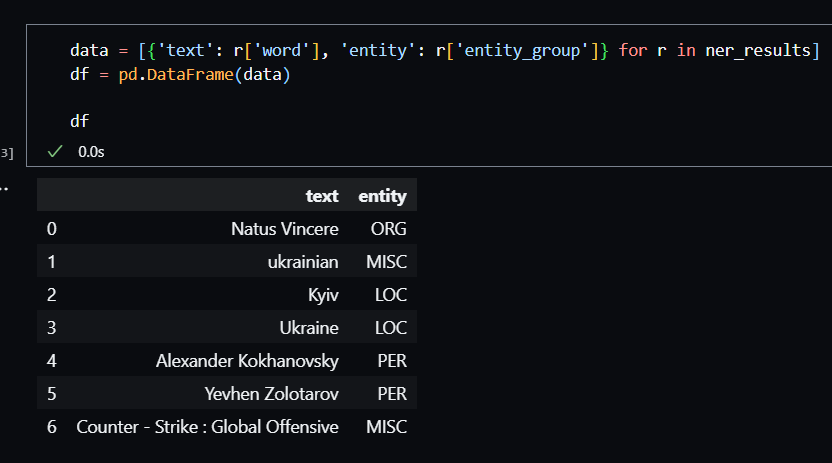 data = [{'text': r['word'], 'entity': r['entity_group']} for r in ner_results]
df = pd.DataFrame(data)
df
3]
0.0s
text entity
0 Natus Vincere ORG
1 ukrainian MISC
2 Kyiv LOC
3 Ukraine LOC
4 Alexander Kokhanovsky PER
5 Yevhen Zolotarov PER
6 Counter - Strike : Global Offensive MISC